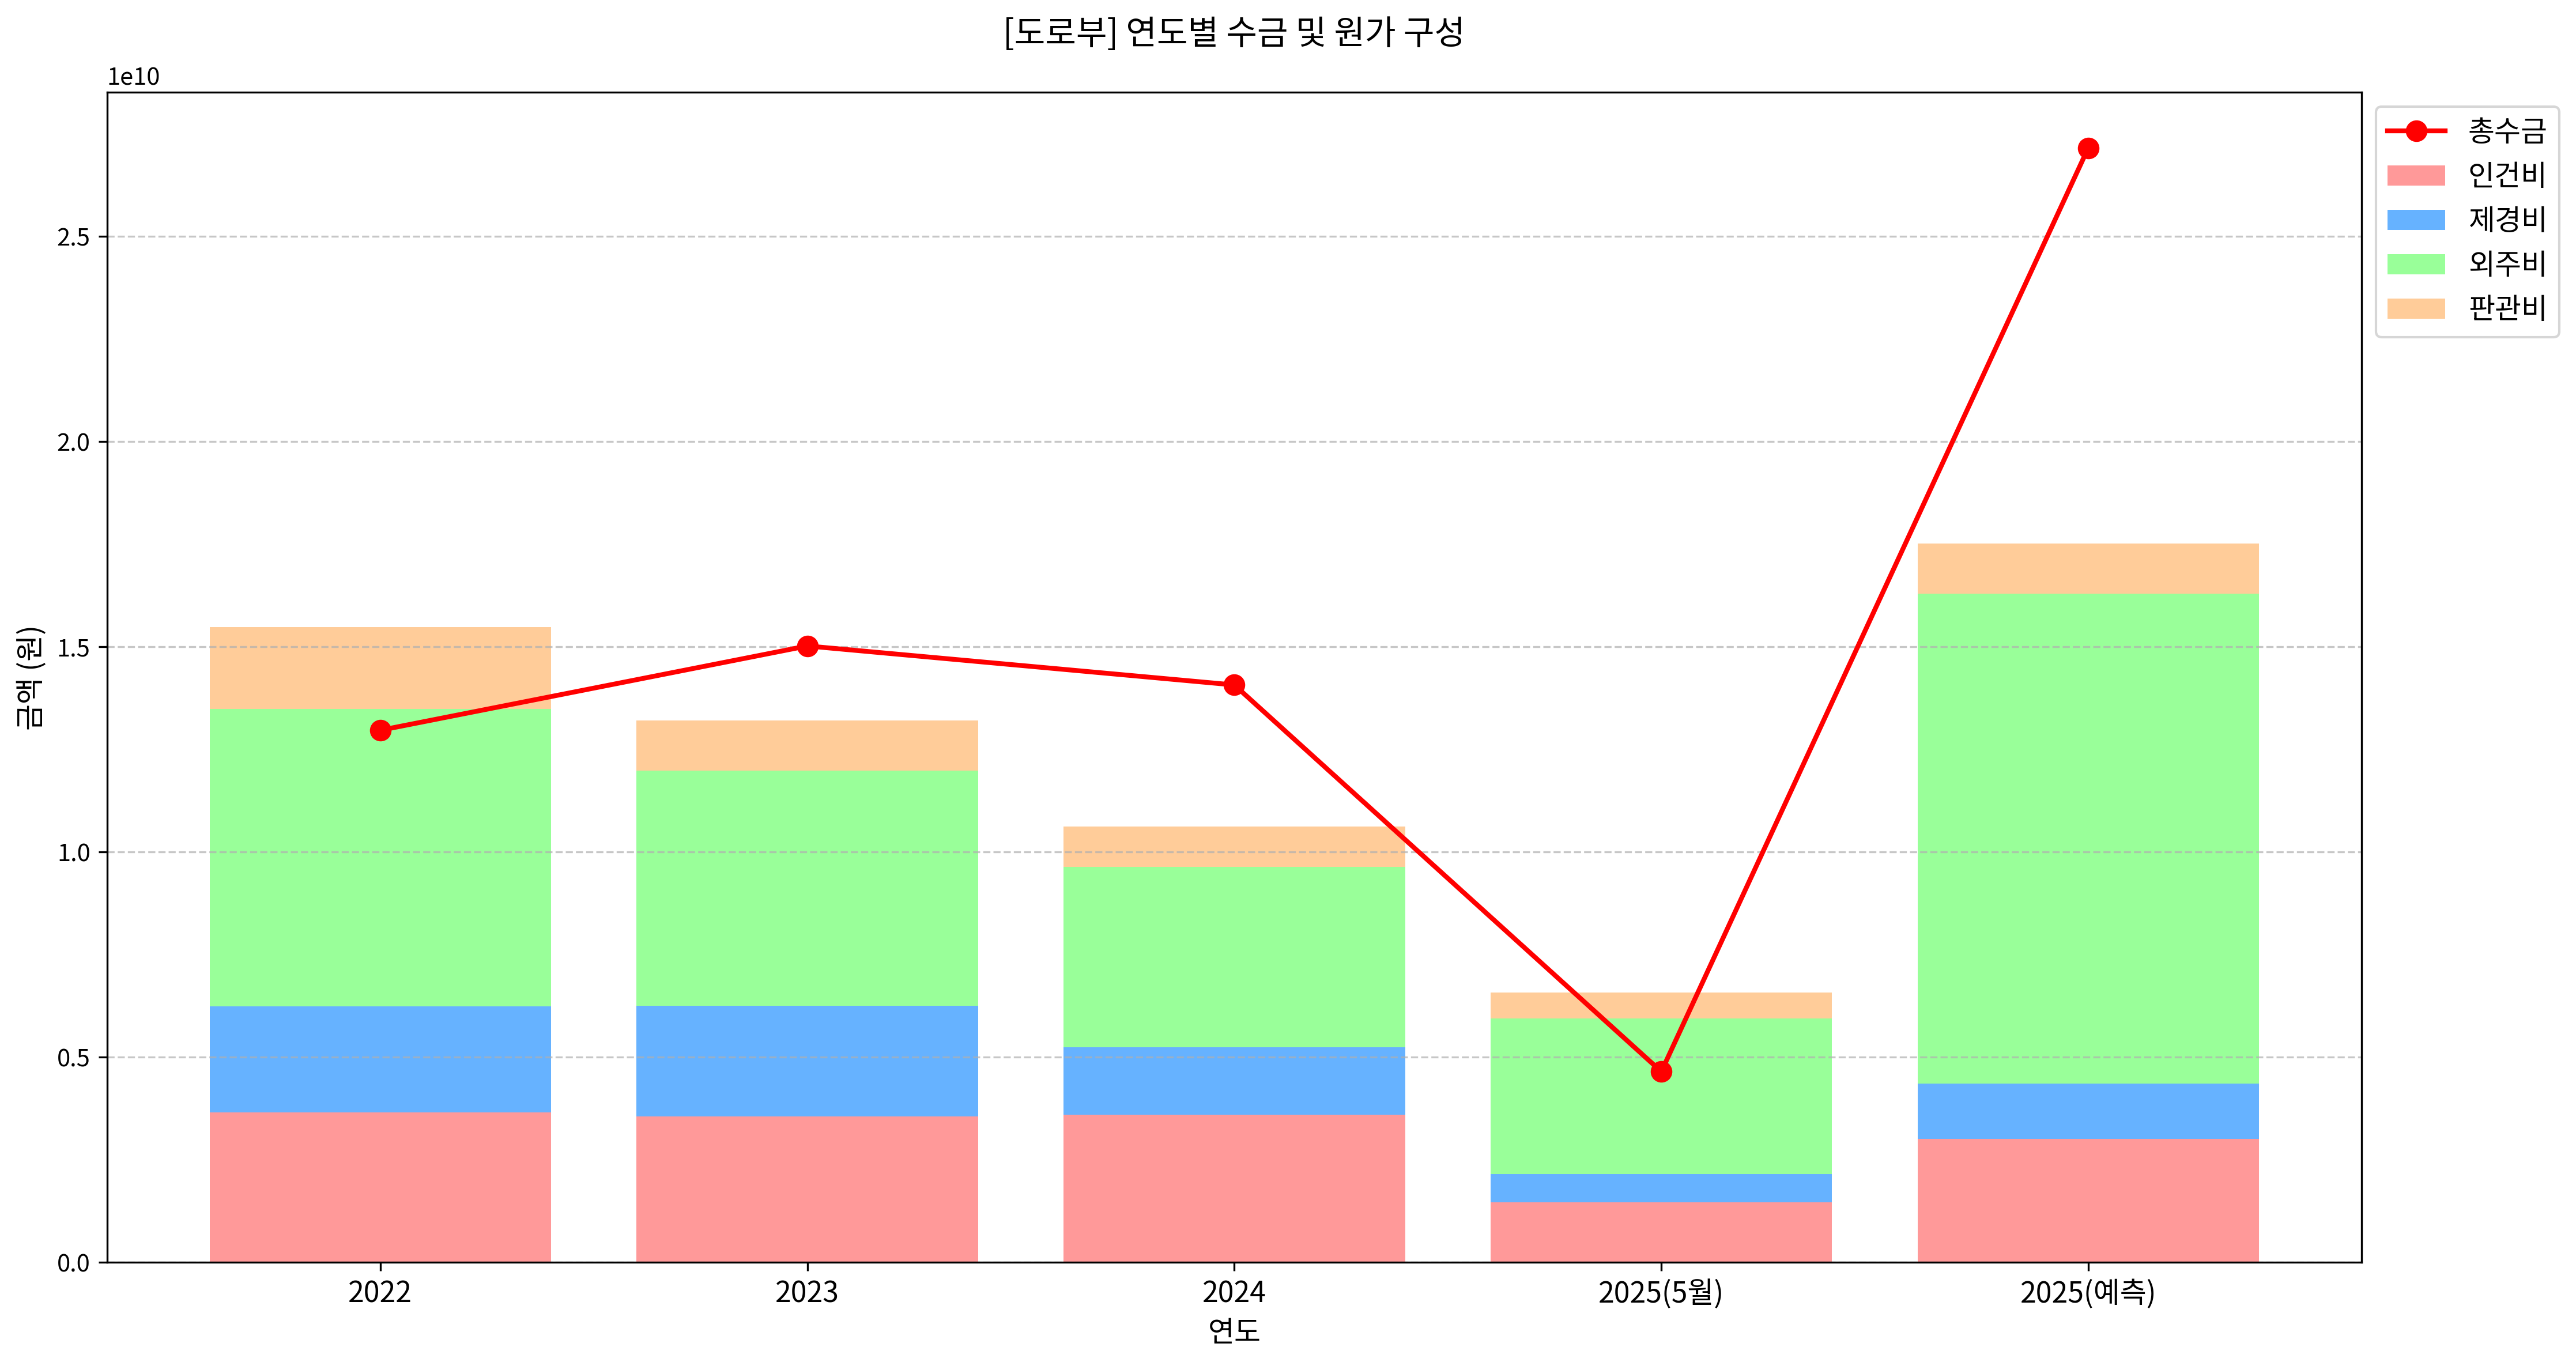 [도로부] 연도별 수금 및 원가 구성
1e10
총수금
인건비
제경비
외주비
판관비
금액 (원)
2.5
2.0
1.5
1.0
0.5
0.0
2022
2023
2024
2025(5월)
2025(예측)
연도